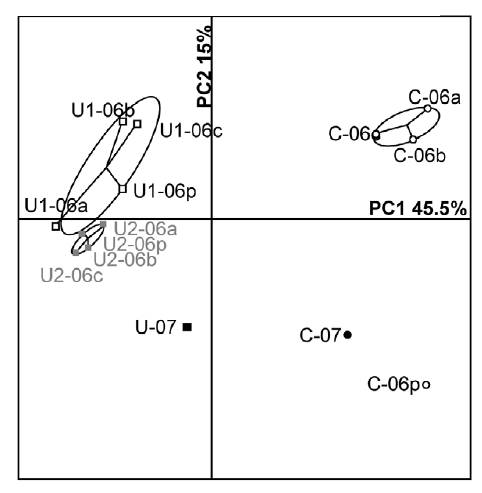 PC2 15%
C-06a
U1-06b
U1-06c
C-06
C-06b
U1-06p
U1-06a
PC1 45.5%
U2-06a
U2-06p
U2-06b
U2-06c
U-07
C-07
C-06p